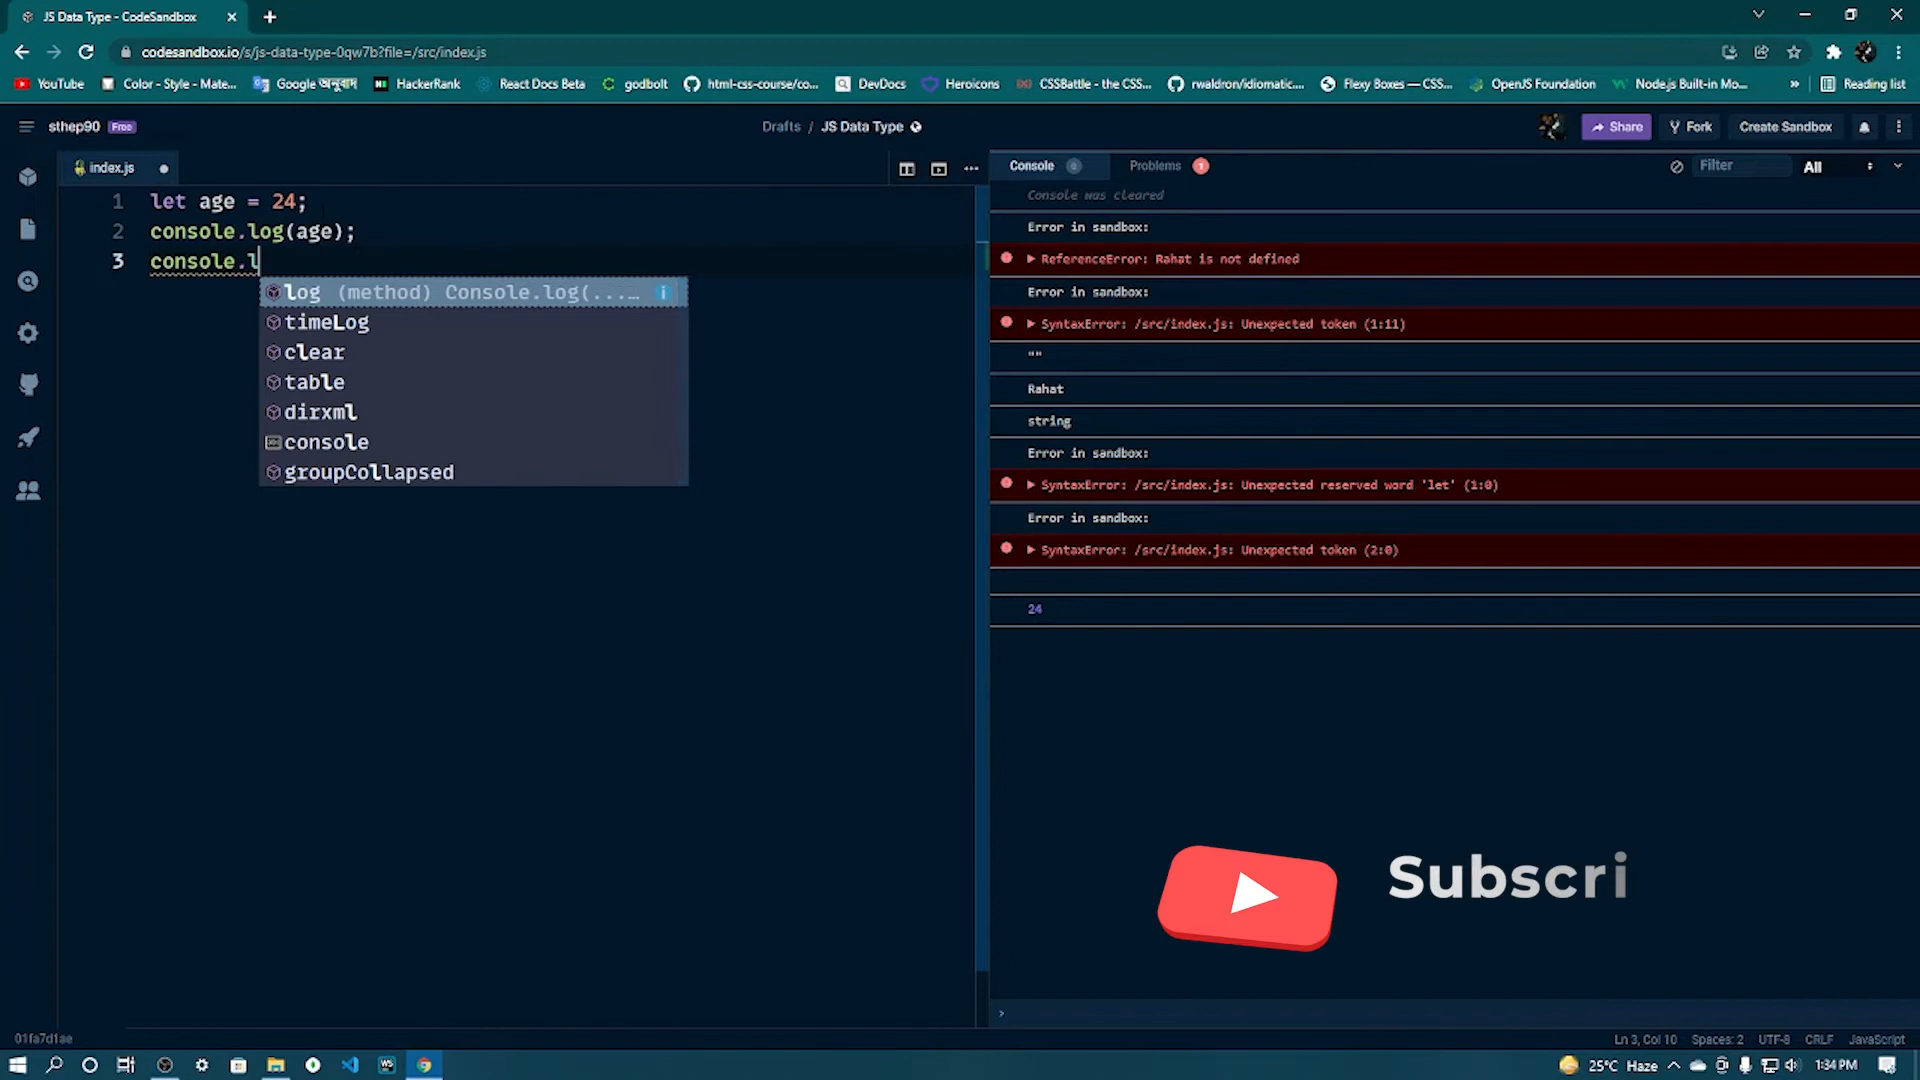 JS Data Type - CodeSandbox
codesandbox.io/s/js-data-type-0qw7b?file=/src/index.js
YouTube Color - Style - Mate... Google অনুবাদ HackerRank React Docs Beta godbolt html-css-course/co... DevDocs Heroicons CSSBattle - the CSS... rwaldron/idiomatic.... Flexy Boxes — CSS... OpenJS Foundation Node.js Built-in Mo... » Reading list
sthep90 Free Drafts / JS Data Type Share Fork Create Sandbox
index.js Console 0 Problems 1 Filter All
1 let age = 24;
2 console.log(age);
3 console.l
log (method) Console.log(...…
timeLog
clear
table
dirxml
console
groupCollapsed
Console was cleared
Error in sandbox:
ReferenceError: Rahat is not defined
Error in sandbox:
SyntaxError: /src/index.js: Unexpected token (1:11)
""
Rahat
string
Error in sandbox:
SyntaxError: /src/index.js: Unexpected reserved word 'let' (1:0)
Error in sandbox:
SyntaxError: /src/index.js: Unexpected token (2:0)
24
Subscri
01fa7d1ae Ln 3, Col 10 Spaces: 2 UTF-8 CRLF JavaScript
25°C Haze 1:34 PM